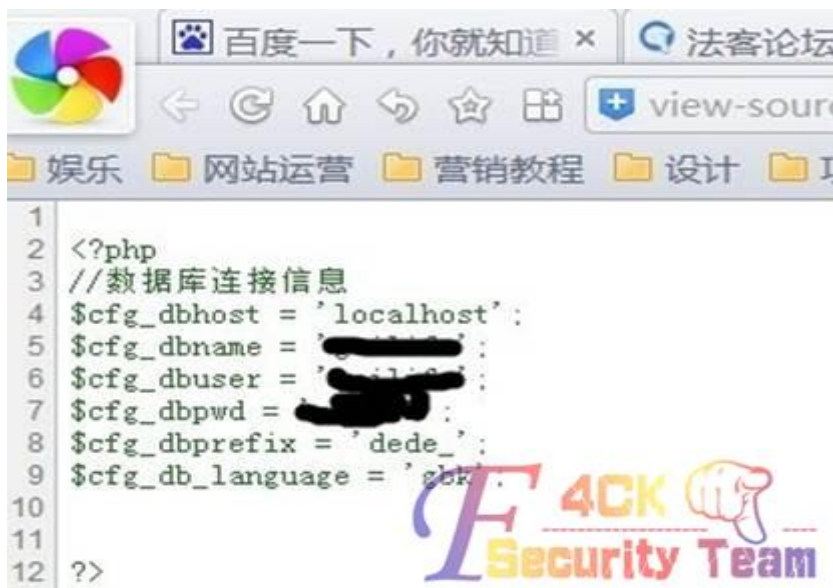 百度一下，你就知道 × 法客论坛
view-sour
娱乐 网站运营 营销教程 设计
1
2 <?php
3 //数据库连接信息
4 $cfg_dbhost = 'localhost';
5 $cfg_dbname = ';
6 $cfg_dbuser = ';
7 $cfg_dbpwd = ;
8 $cfg_dbprefix = 'dede_';
9 $cfg_db_language = 'gbk';
10
11
12 ?>
F4CK
Security Team